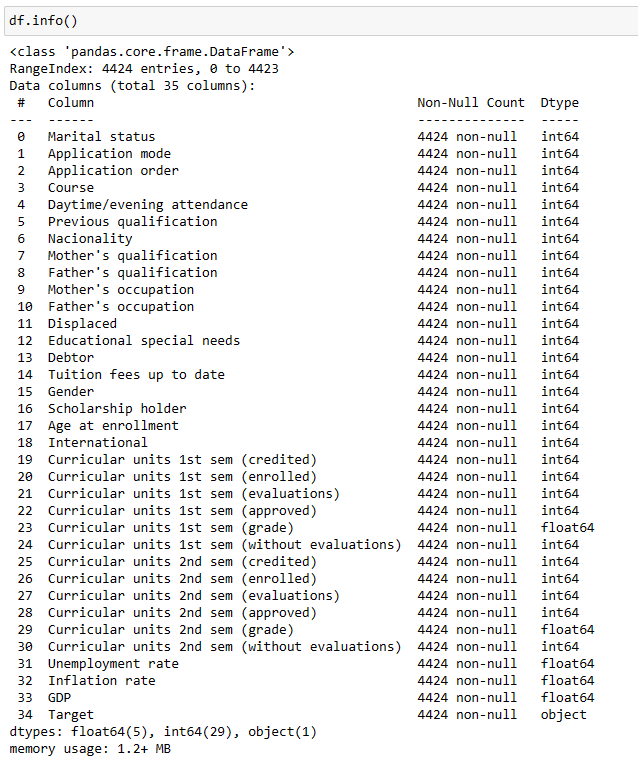 df.info()
<class 'pandas.core.frame.DataFrame'>
RangeIndex: 4424 entries, 0 to 4423
Data columns (total 35 columns):
 #   Column                                          Non-Null Count  Dtype
---  ------                                          --------------  -----
 0   Marital status                                  4424 non-null   int64
 1   Application mode                                4424 non-null   int64
 2   Application order                               4424 non-null   int64
 3   Course                                          4424 non-null   int64
 4   Daytime/evening attendance                      4424 non-null   int64
 5   Previous qualification                          4424 non-null   int64
 6   Nacionality                                     4424 non-null   int64
 7   Mother's qualification                          4424 non-null   int64
 8   Father's qualification                          4424 non-null   int64
 9   Mother's occupation                             4424 non-null   int64
 10  Father's occupation                             4424 non-null   int64
 11  Displaced                                       4424 non-null   int64
 12  Educational special needs                       4424 non-null   int64
 13  Debtor                                          4424 non-null   int64
 14  Tuition fees up to date                         4424 non-null   int64
 15  Gender                                          4424 non-null   int64
 16  Scholarship holder                              4424 non-null   int64
 17  Age at enrollment                               4424 non-null   int64
 18  International                                   4424 non-null   int64
 19  Curricular units 1st sem (credited)             4424 non-null   int64
 20  Curricular units 1st sem (enrolled)             4424 non-null   int64
 21  Curricular units 1st sem (evaluations)          4424 non-null   int64
 22  Curricular units 1st sem (approved)             4424 non-null   int64
 23  Curricular units 1st sem (grade)                4424 non-null   float64
 24  Curricular units 1st sem (without evaluations)  4424 non-null   int64
 25  Curricular units 2nd sem (credited)             4424 non-null   int64
 26  Curricular units 2nd sem (enrolled)             4424 non-null   int64
 27  Curricular units 2nd sem (evaluations)          4424 non-null   int64
 28  Curricular units 2nd sem (approved)             4424 non-null   int64
 29  Curricular units 2nd sem (grade)                4424 non-null   float64
 30  Curricular units 2nd sem (without evaluations)  4424 non-null   int64
 31  Unemployment rate                               4424 non-null   float64
 32  Inflation rate                                  4424 non-null   float64
 33  GDP                                             4424 non-null   float64
 34  Target                                          4424 non-null   object
dtypes: float64(5), int64(29), object(1)
memory usage: 1.2+ MB